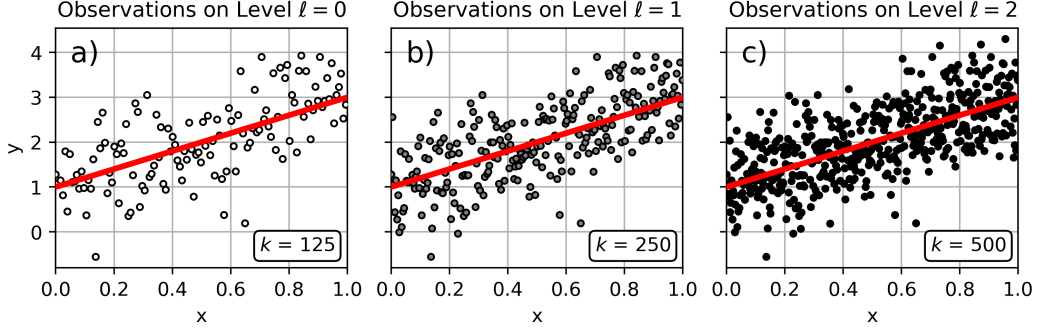 Observations on Level ℓ = 0
a)
y
4
3
2
1
0
k = 125
0.0 0.2 0.4 0.6 0.8 1.0
x
Observations on Level ℓ = 1
b)
k = 250
0.0 0.2 0.4 0.6 0.8 1.0
x
Observations on Level ℓ = 2
c)
k = 500
0.0 0.2 0.4 0.6 0.8 1.0
x